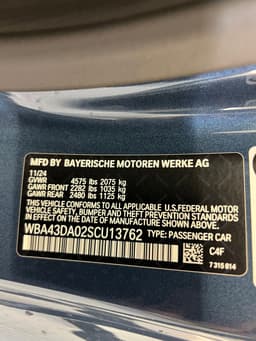 MFD BY BAYERISCHE MOTOREN WERKE AG
11/24
GVWR 4575 lbs 2075 kg
GAWR FRONT 2282 lbs 1035 kg
GAWR REAR 2480 lbs 1125 kg
THIS VEHICLE CONFORMS TO ALL APPLICABLE U.S.FEDERAL MOTOR
VEHICLE SAFETY, BUMPER, AND THEFT PREVENTION STANDARDS
IN EFFECT ON THE DATE OF MANUFACTURE SHOWN ABOVE.
WBA43DA02SCU13762 TYPE: PASSENGER CAR
C4F
7 315 814